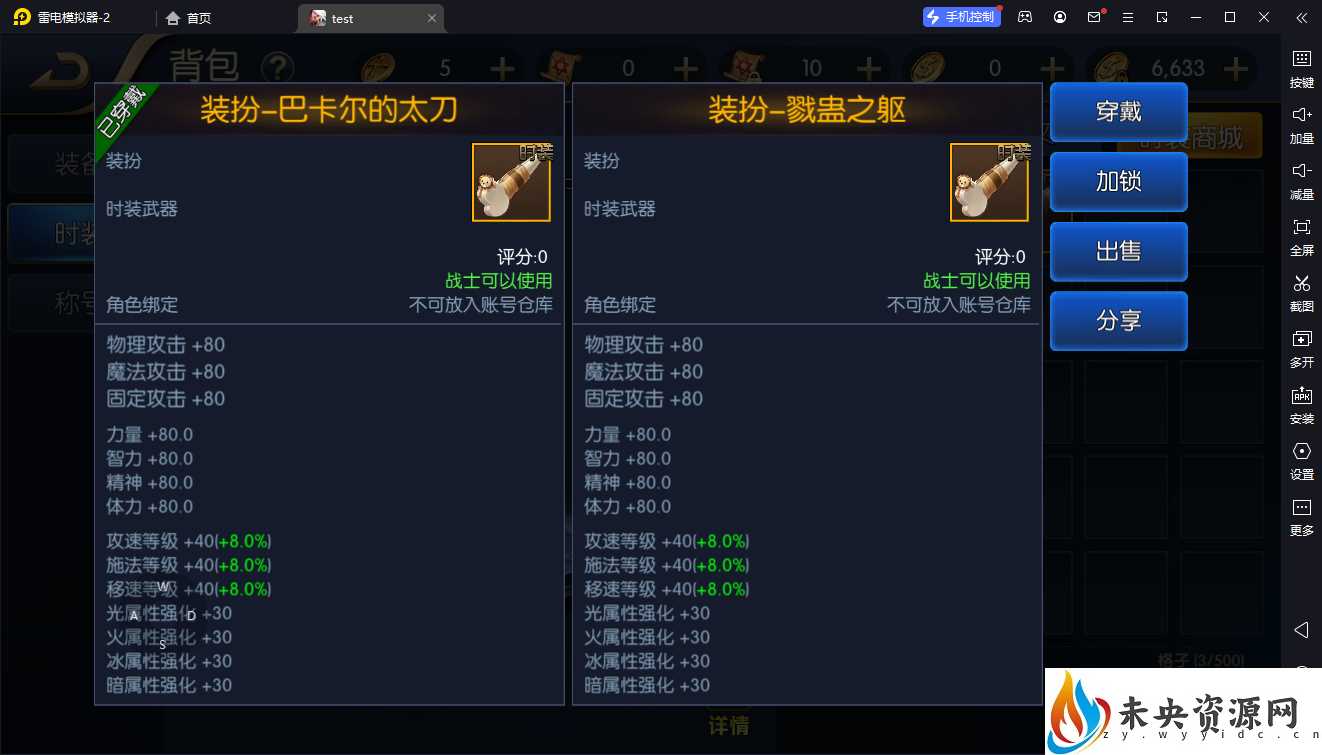 雷电模拟器-2
首页
test
手机控制
背包
?
5
0
10
0
6,633
已穿戴
装扮-巴卡尔的太刀
装扮
时装
时装武器
评分:0
战士可以使用
角色绑定
不可放入账号仓库
物理攻击 +80
魔法攻击 +80
固定攻击 +80
力量 +80.0
智力 +80.0
精神 +80.0
体力 +80.0
攻速等级 +40(+8.0%)
施法等级 +40(+8.0%)
移速等级 +40(+8.0%)
光属性强化 +30
火属性强化 +30
冰属性强化 +30
暗属性强化 +30
W
A
D
S
装扮-戮蛊之躯
装扮
时装
时装武器
评分:0
战士可以使用
角色绑定
不可放入账号仓库
物理攻击 +80
魔法攻击 +80
固定攻击 +80
力量 +80.0
智力 +80.0
精神 +80.0
体力 +80.0
攻速等级 +40(+8.0%)
施法等级 +40(+8.0%)
移速等级 +40(+8.0%)
光属性强化 +30
火属性强化 +30
冰属性强化 +30
暗属性强化 +30
穿戴
加锁
出售
分享
时装商城
装备
时装
称号
格子 (3/500)
详情
按键
加量
减量
全屏
截图
多开
APK
安装
设置
更多
未央资源网
zy.wyyidc.cn